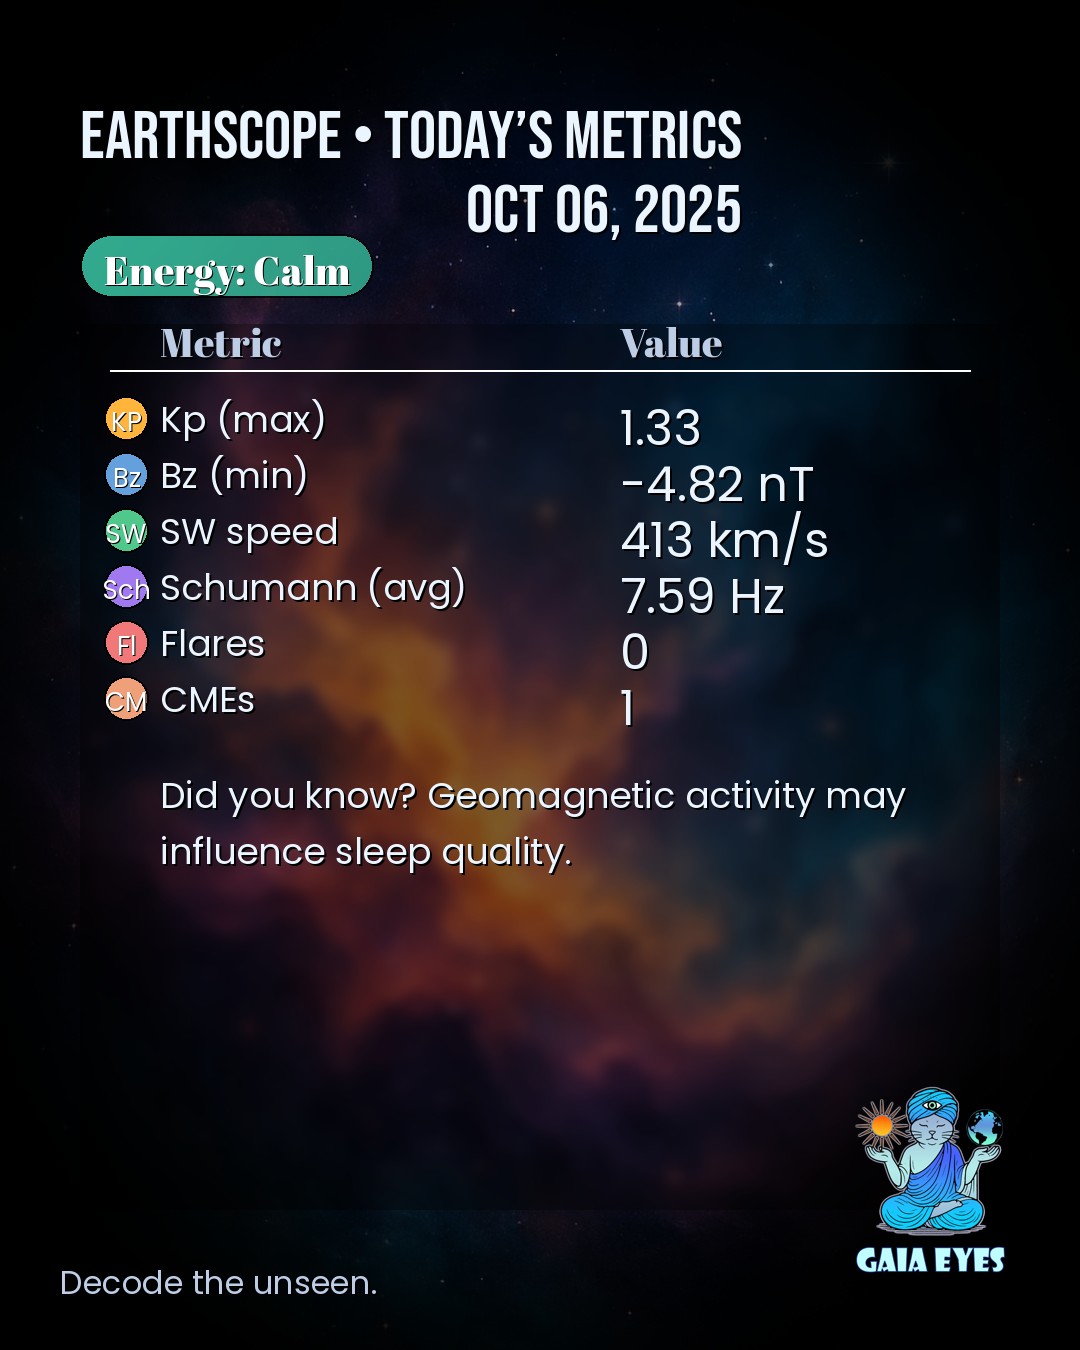 EARTHSCOPE • TODAY’S METRICS
OCT 06, 2025
Energy: Calm
Metric Value
KP Kp (max) 1.33
Bz Bz (min) −4.82 nT
SW SW speed 413 km/s
Sch Schumann (avg) 7.59 Hz
Fl Flares 0
CM CMEs 1
Did you know? Geomagnetic activity may
influence sleep quality.
GAIA EYES
Decode the unseen.